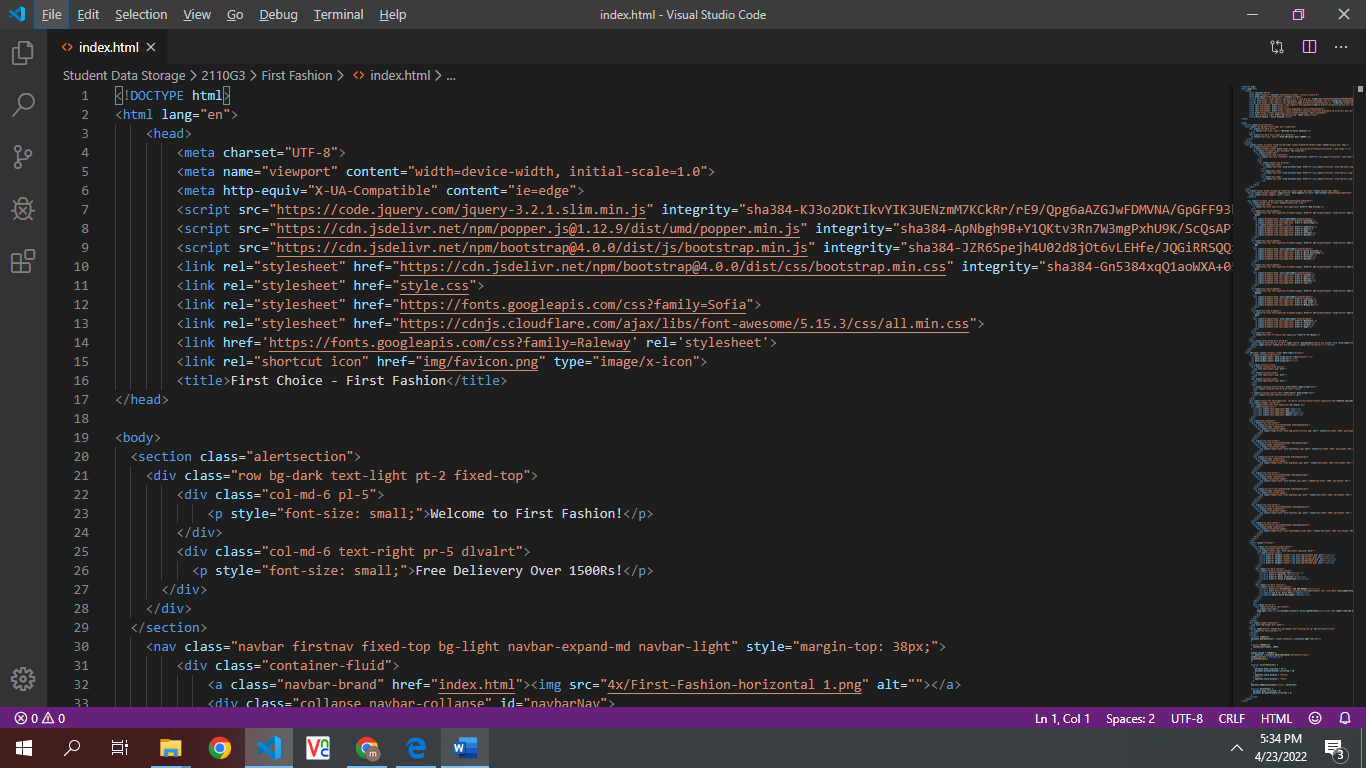 File Edit Selection View Go Debug Terminal Help index.html - Visual Studio Code
<> index.html ×
Student Data Storage > 2110G3 > First Fashion > <> index.html > ...
1 <!DOCTYPE html>
2 <html lang="en">
3 <head>
4 <meta charset="UTF-8">
5 <meta name="viewport" content="width=device-width, initial-scale=1.0">
6 <meta http-equiv="X-UA-Compatible" content="ie=edge">
7 <script src="https://code.jquery.com/jquery-3.2.1.slim.min.js" integrity="sha384-KJ3o2DKtIkvYIK3UENzmM7KCkRr/rE9/Qpg6aAZGJwFDMVNA/GpGFF93
8 <script src="https://cdn.jsdelivr.net/npm/popper.js@1.12.9/dist/umd/popper.min.js" integrity="sha384-ApNbgh9B+Y1QKtv3Rn7W3mgPxhU9K/ScQsAP
9 <script src="https://cdn.jsdelivr.net/npm/bootstrap@4.0.0/dist/js/bootstrap.min.js" integrity="sha384-JZR6Spejh4U02d8jOt6vLEHfe/JQGiRRSQQ
10 <link rel="stylesheet" href="https://cdn.jsdelivr.net/npm/bootstrap@4.0.0/dist/css/bootstrap.min.css" integrity="sha384-Gn5384xqQ1aoWXA+0
11 <link rel="stylesheet" href="style.css">
12 <link rel="stylesheet" href="https://fonts.googleapis.com/css?family=Sofia">
13 <link rel="stylesheet" href="https://cdnjs.cloudflare.com/ajax/libs/font-awesome/5.15.3/css/all.min.css">
14 <link href='https://fonts.googleapis.com/css?family=Raleway' rel='stylesheet'>
15 <link rel="shortcut icon" href="img/favicon.png" type="image/x-icon">
16 <title>First Choice - First Fashion</title>
17 </head>
18
19 <body>
20 <section class="alertsection">
21 <div class="row bg-dark text-light pt-2 fixed-top">
22 <div class="col-md-6 pl-5">
23 <p style="font-size: small;">Welcome to First Fashion!</p>
24 </div>
25 <div class="col-md-6 text-right pr-5 dlvalrt">
26 <p style="font-size: small;">Free Delievery Over 1500Rs!</p>
27 </div>
28 </div>
29 </section>
30 <nav class="navbar firstnav fixed-top bg-light navbar-expand-md navbar-light" style="margin-top: 38px;">
31 <div class="container-fluid">
32 <a class="navbar-brand" href="index.html"><img src="4x/First-Fashion-horizontal 1.png" alt=""></a>
33 <div class="collapse navbar-collapse" id="navbarNav">
0 0 Ln 1, Col 1 Spaces: 2 UTF-8 CRLF HTML
5:34 PM
4/23/2022
3